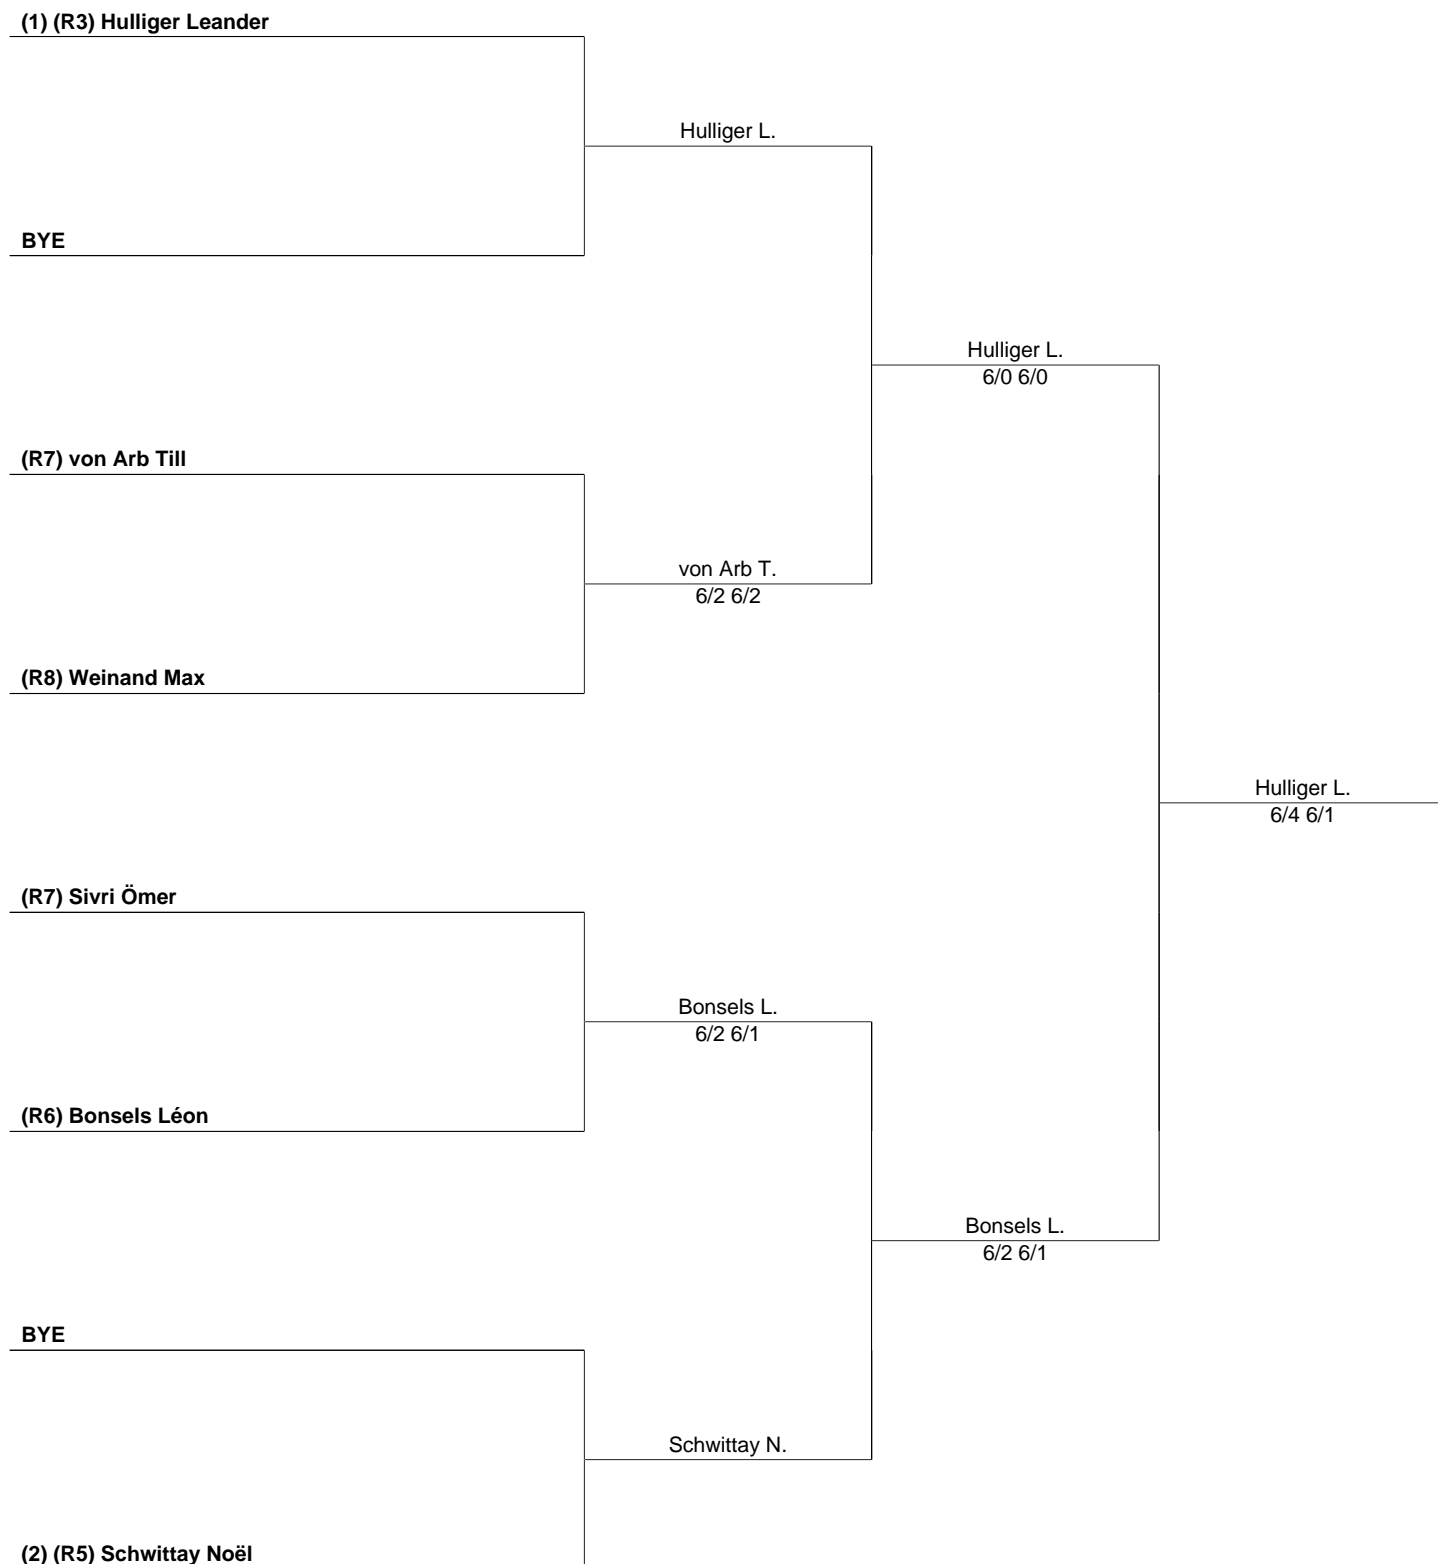 (1) (R3) Hulliger Leander
Hulliger L.
BYE
Hulliger L.
6/0 6/0
(R7) von Arb Till
von Arb T.
6/2 6/2
(R8) Weinand Max
Hulliger L.
6/4 6/1
(R7) Sivri Ömer
Bonsels L.
6/2 6/1
(R6) Bonsels Léon
Bonsels L.
6/2 6/1
BYE
Schwittay N.
(2) (R5) Schwittay Noël